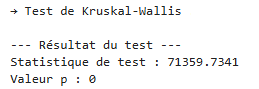 → Test de Kruskal-Wallis
--- Résultat du test ---
Statistique de test : 71359.7341
Valeur p : 0